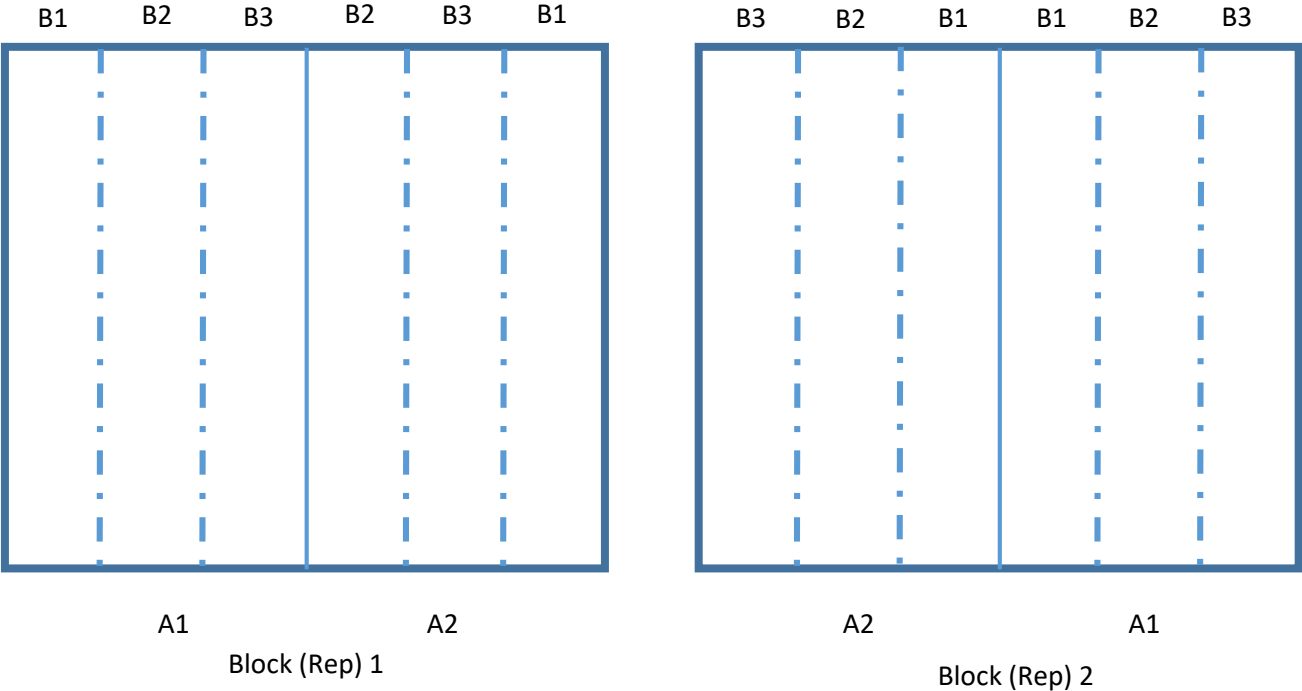 B1 B2 B3 B2 B3 B1
B3 B2 B1 B1 B2 B3
A1 A2
Block (Rep) 1
A2 A1
Block (Rep) 2